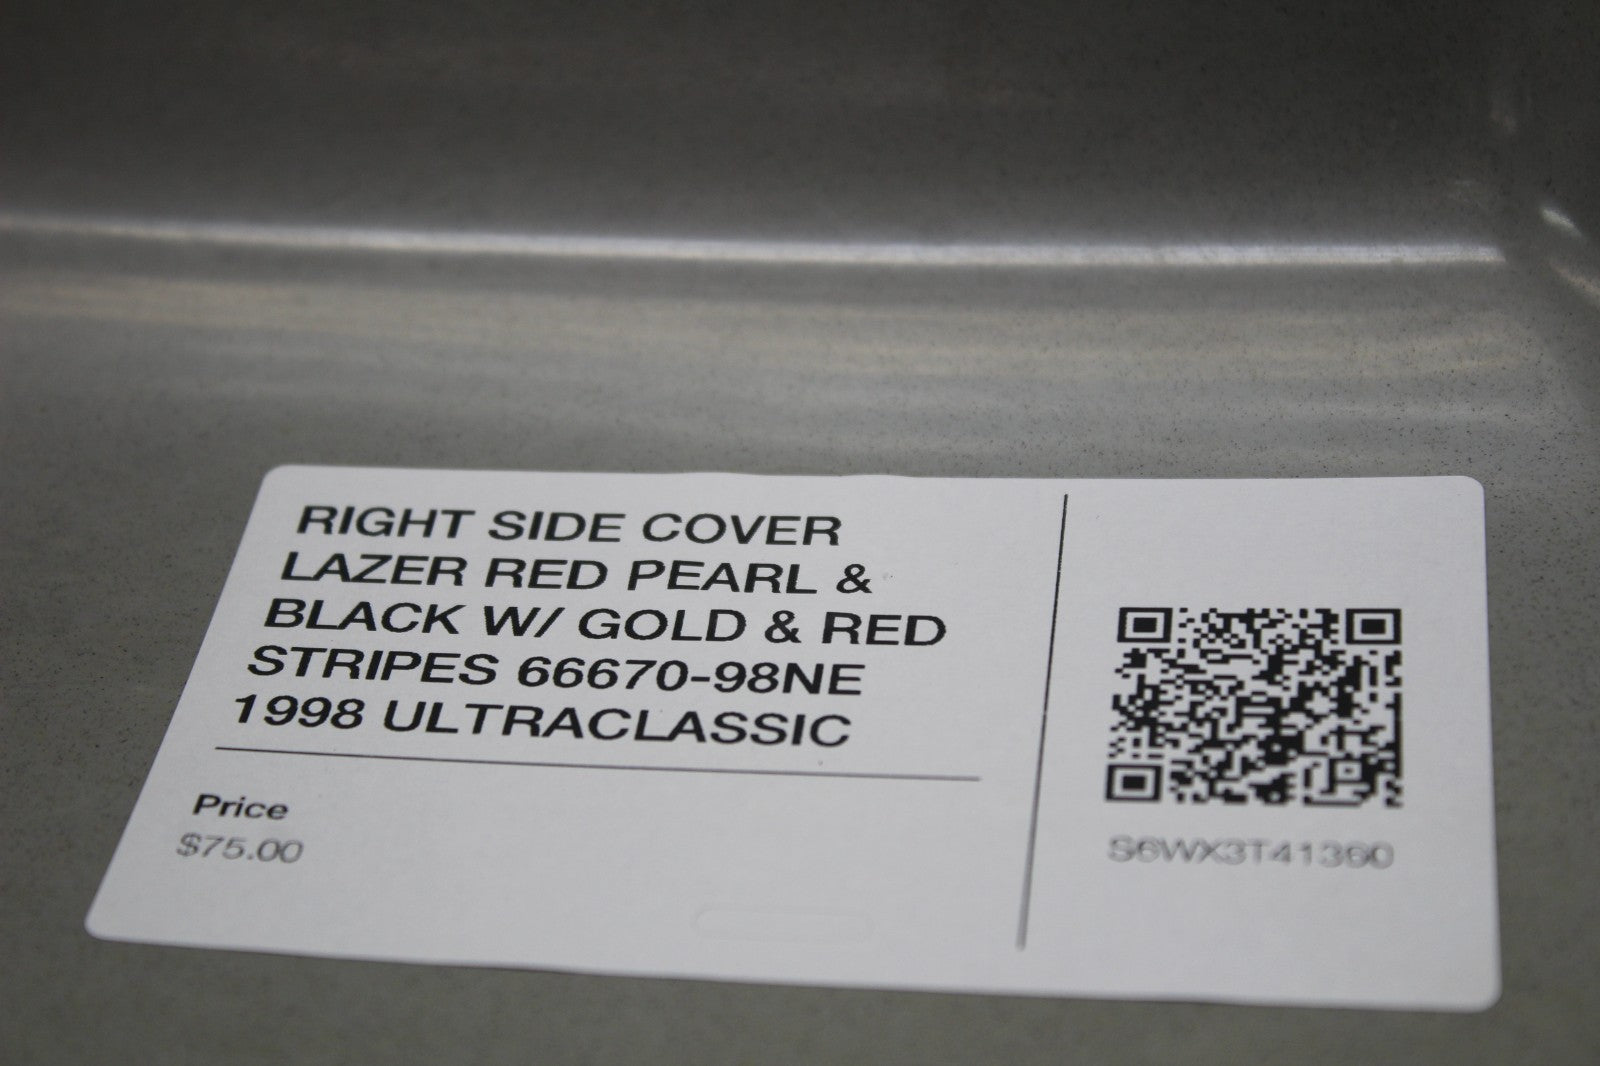 RIGHT SIDE COVER
LAZER RED PEARL &
BLACK W/ GOLD & RED
STRIPES 66670-98NE
1998 ULTRACLASSIC
Price
$75.00
S6WX3T41360